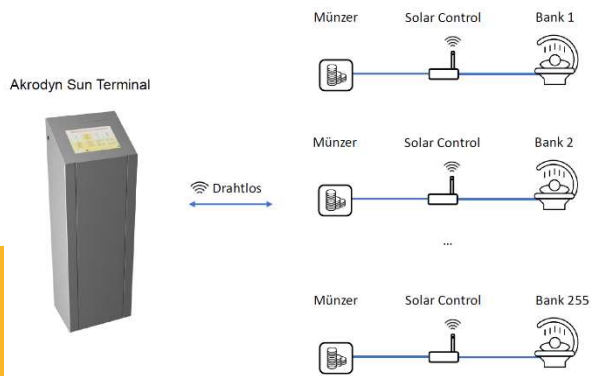 Münzer Solar Control Bank 1
Akrodyn Sun Terminal
Münzer Solar Control Bank 2
Drahtlos
...
Münzer Solar Control Bank 255